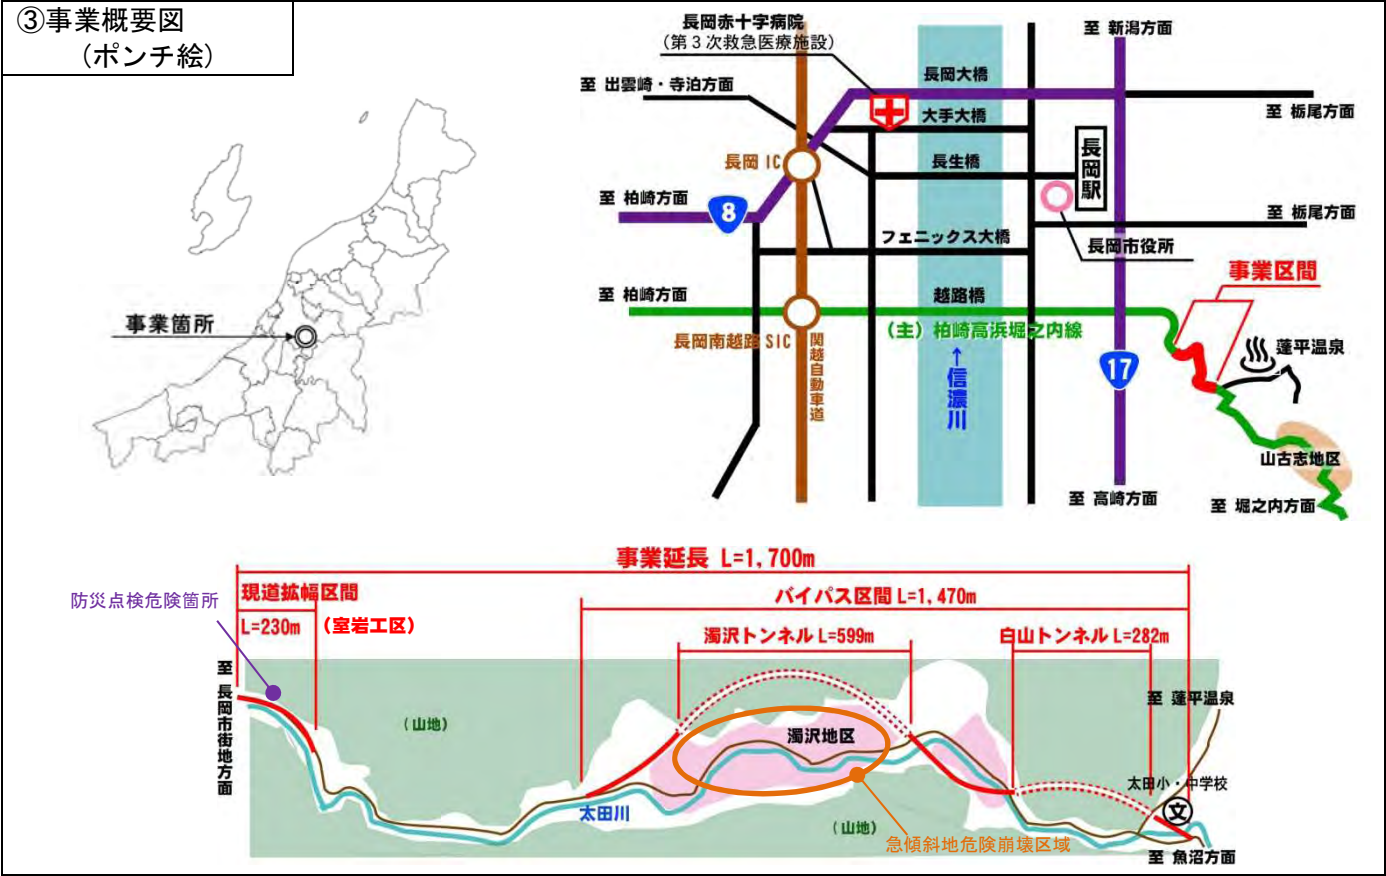 ③事業概要図
(ポンチ絵)
事業箇所
長岡赤十字病院
(第3次救急医療施設)
至 新潟方面
長岡大橋
至 出雲崎・寺泊方面
大手大橋
至 栃尾方面
長岡IC
長生橋
長岡駅
至 柏崎方面
8
至 栃尾方面
フェニックス大橋
長岡市役所
事業区間
至 柏崎方面
越路橋
(主)柏崎高浜堀之内線
長岡南越路SIC
関越自動車道
↑信濃川
17
蓬平温泉
山古志地区
至 高崎方面
至 堀之内方面
事業延長 L=1,700m
防災点検危険箇所
現道拡幅区間
L=230m
(室岩工区)
バイパス区間L=1,470m
濁沢トンネルL=599m
白山トンネルL=282m
至 長岡市街地方面
(山地)
濁沢地区
至 蓬平温泉
太田小・中学校
文
太田川
(山地)
急傾斜地危険崩壊区域
至 魚沼方面